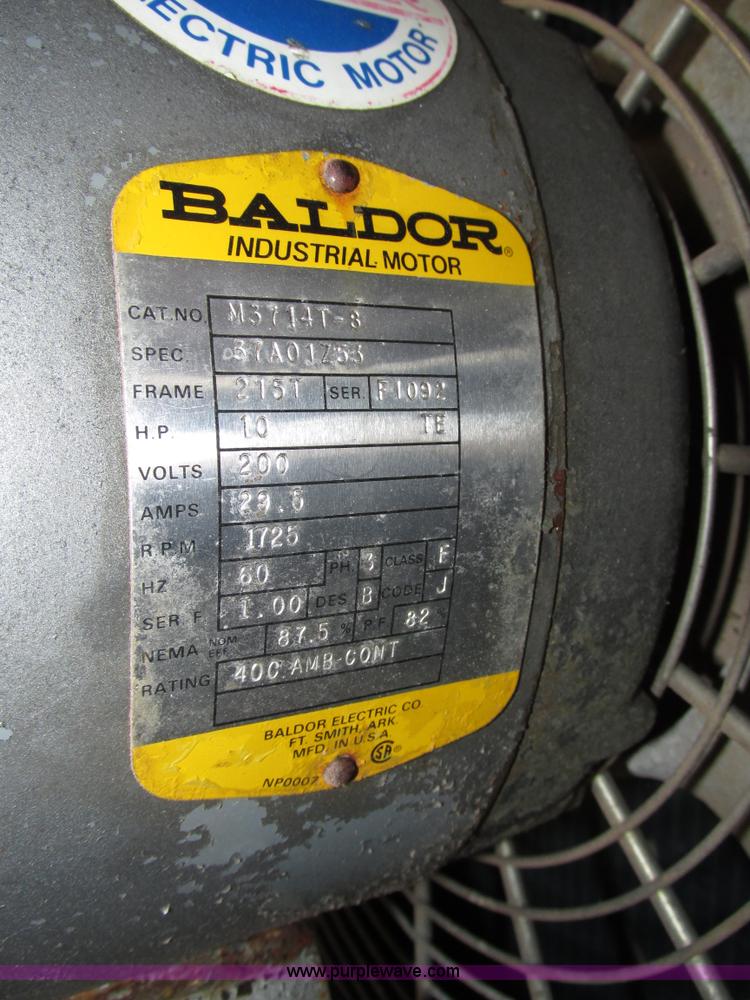 ECTRIC MOTOR
BALDOR®
INDUSTRIAL MOTOR
CAT.NO. M3714T-8
SPEC. 37A01Z53
FRAME 215T SER. F1092
H.P. 10 TE
VOLTS 200
AMPS 29.6
R.P.M 1725
HZ 60 PH. 3 CLASS F
SER.F. 1.00 DES B CODE J
NEMA NOM EFF. 87.5 % P.F. 82 %
RATING 40C AMB-CONT
BALDOR ELECTRIC CO.
FT. SMITH, ARK.
MFD. IN U.S.A.
NP0007 SA®
www.purplewave.com